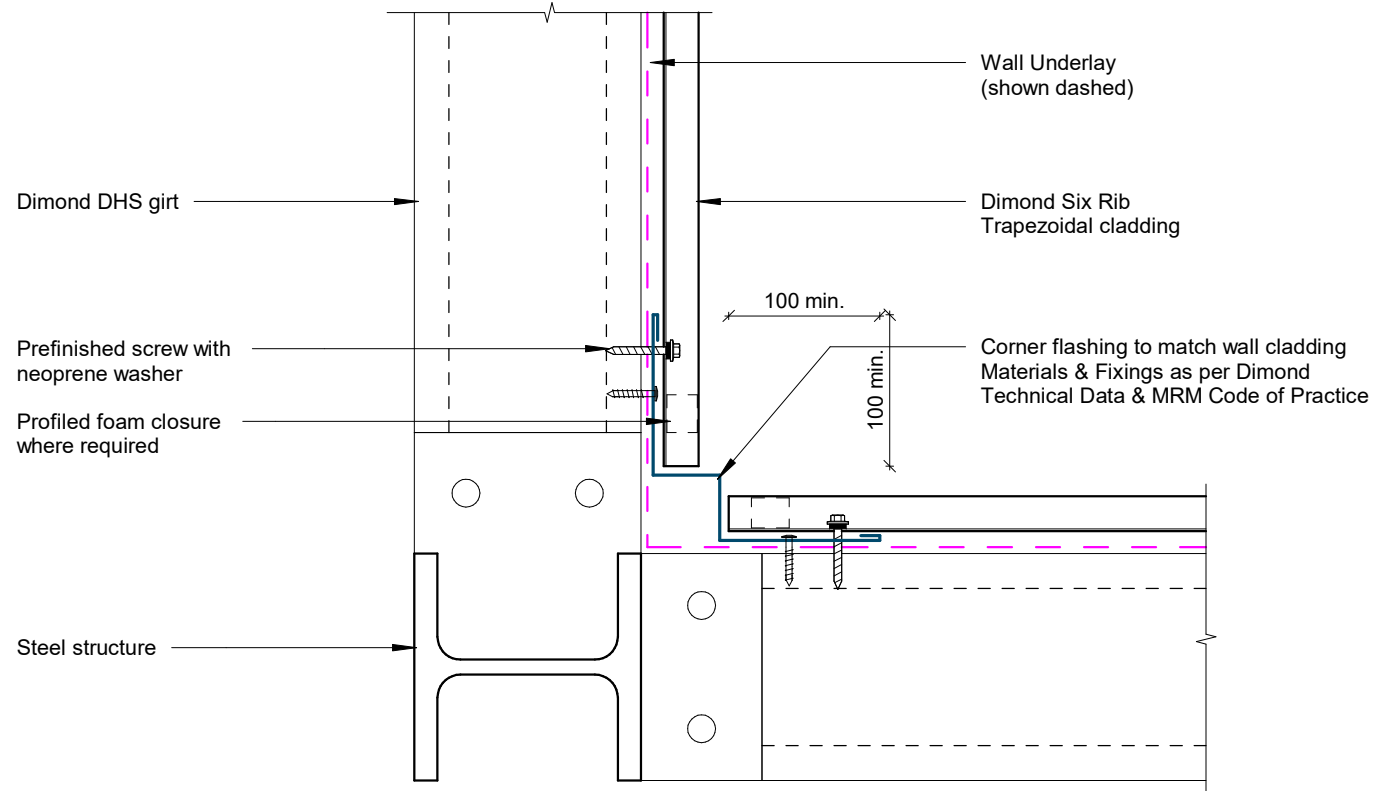 Wall Underlay
(shown dashed)
Dimond DHS girt
Dimond Six Rib
Trapezoidal cladding
100 min.
100 min.
Prefinished screw with
neoprene washer
Corner flashing to match wall cladding
Materials & Fixings as per Dimond
Technical Data & MRM Code of Practice
Profiled foam closure
where required
Steel structure